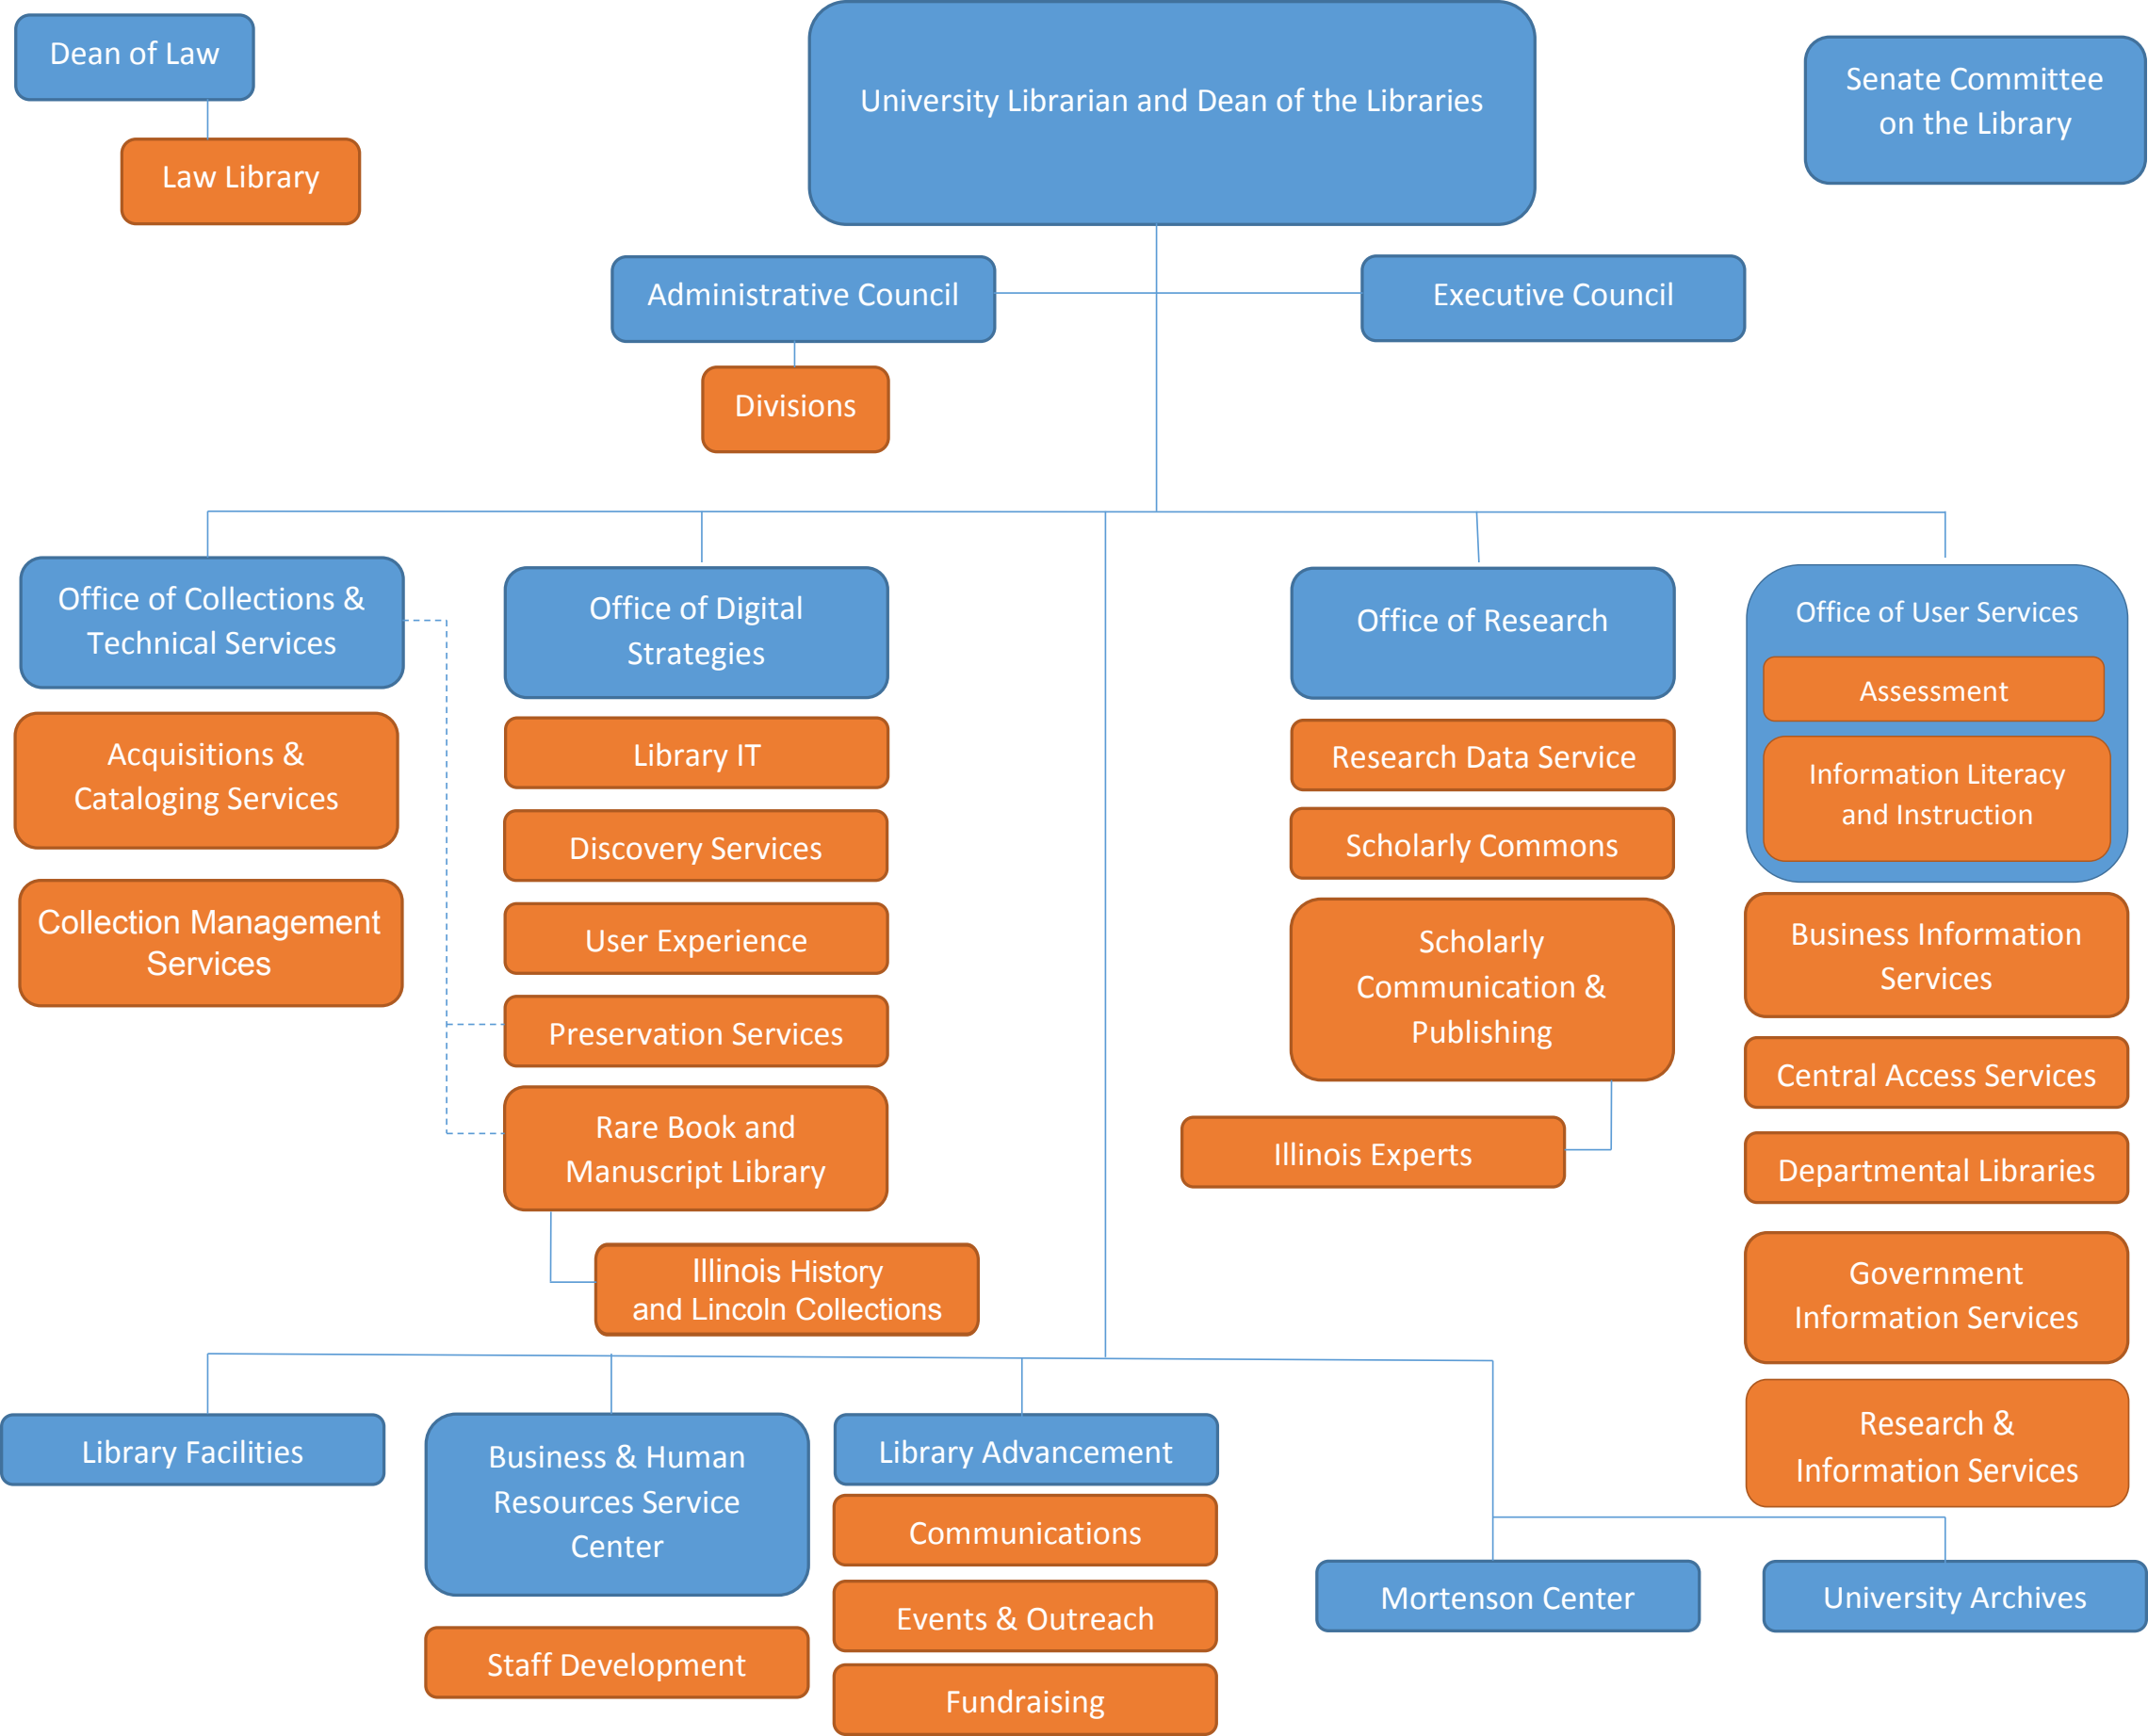 Dean of Law
Law Library
University Librarian and Dean of the Libraries
Senate Committee
on the Library
Administrative Council
Executive Council
Divisions
Office of Collections &
Technical Services
Acquisitions &
Cataloging Services
Collection Management
Services
Office of Digital
Strategies
Library IT
Discovery Services
User Experience
Preservation Services
Rare Book and
Manuscript Library
Illinois History
and Lincoln Collections
Office of Research
Research Data Service
Scholarly Commons
Scholarly
Communication &
Publishing
Illinois Experts
Office of User Services
Assessment
Information Literacy
and Instruction
Business Information
Services
Central Access Services
Departmental Libraries
Government
Information Services
Research &
Information Services
Library Facilities
Business & Human
Resources Service
Center
Staff Development
Library Advancement
Communications
Events & Outreach
Fundraising
Mortenson Center
University Archives